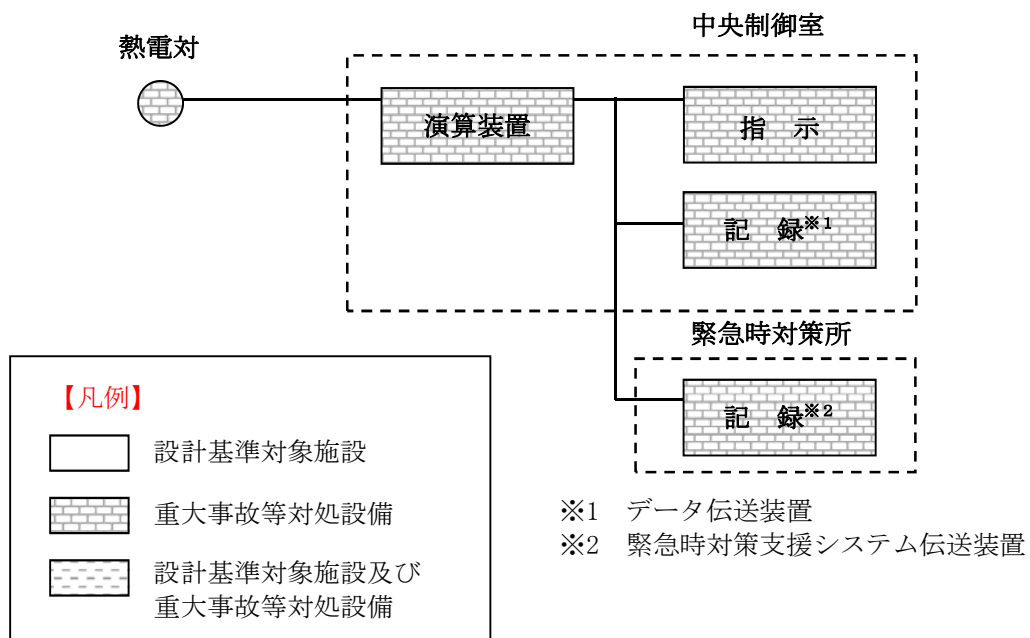 中央制御室
熱電対
演算装置
指　示
記　録※1
緊急時対策所
記　録※2
【凡例】
設計基準対象施設
重大事故等対処設備
設計基準対象施設及び
重大事故等対処設備
※1　データ伝送装置
※2　緊急時対策支援システム伝送装置